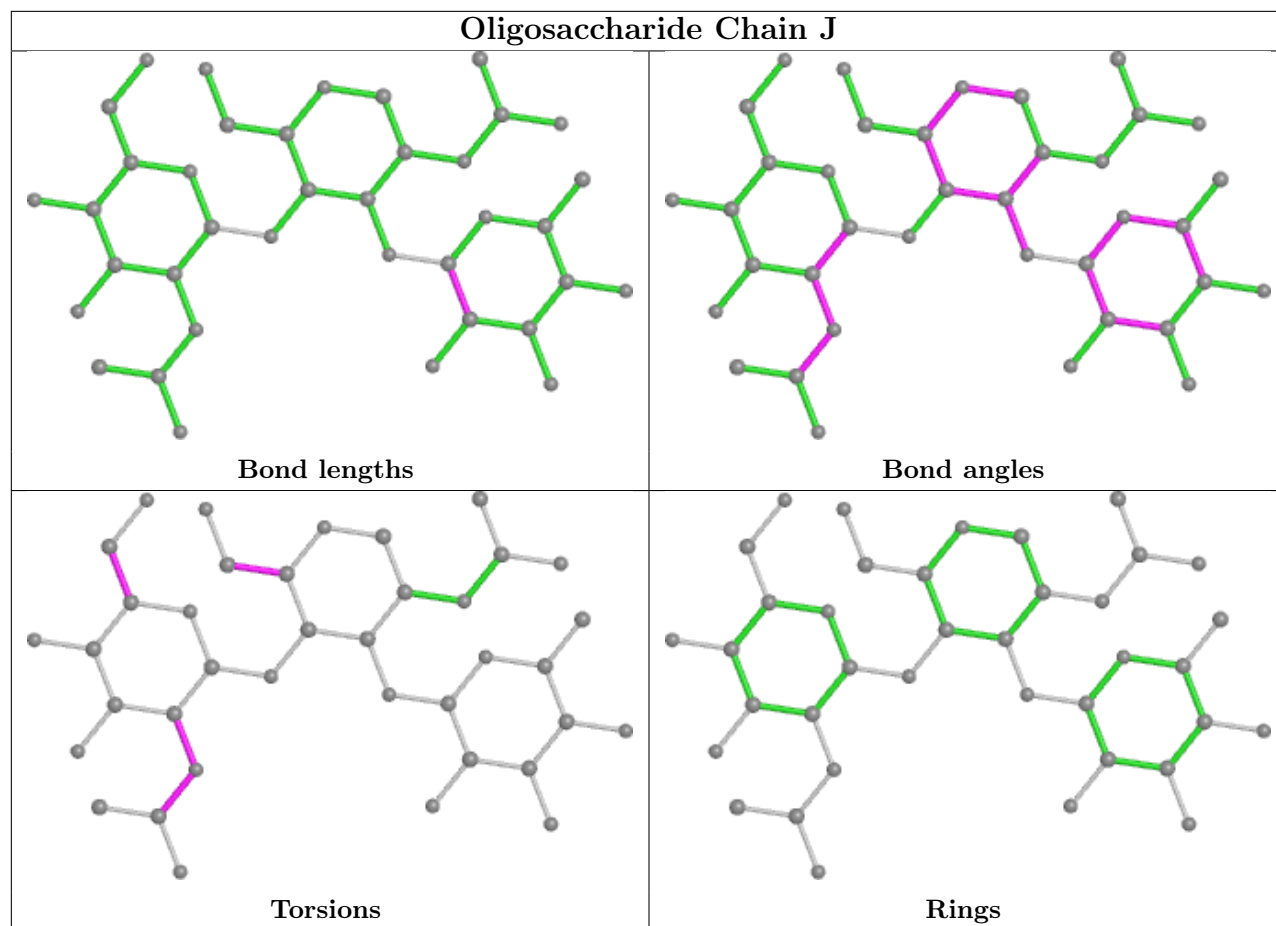 Oligosaccharide Chain J
Bond lengths
Bond angles
Torsions
Rings